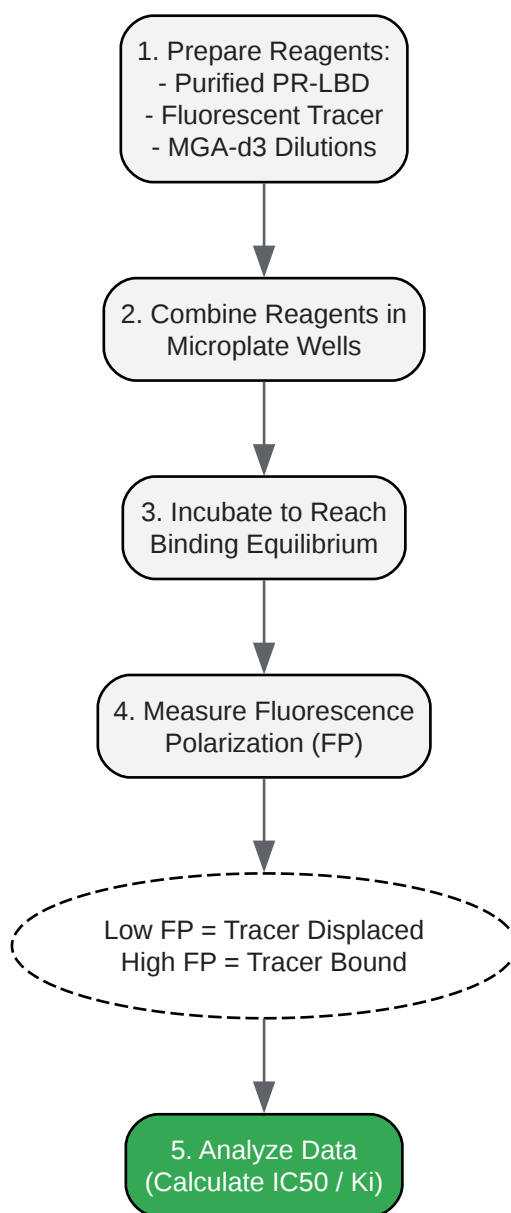 1. Prepare Reagents:
- Purified PR-LBD
- Fluorescent Tracer
- MGA-d3 Dilutions
2. Combine Reagents in
Microplate Wells
3. Incubate to Reach
Binding Equilibrium
4. Measure Fluorescence
Polarization (FP)
Low FP = Tracer Displaced
High FP = Tracer Bound
5. Analyze Data
(Calculate IC50 / Ki)